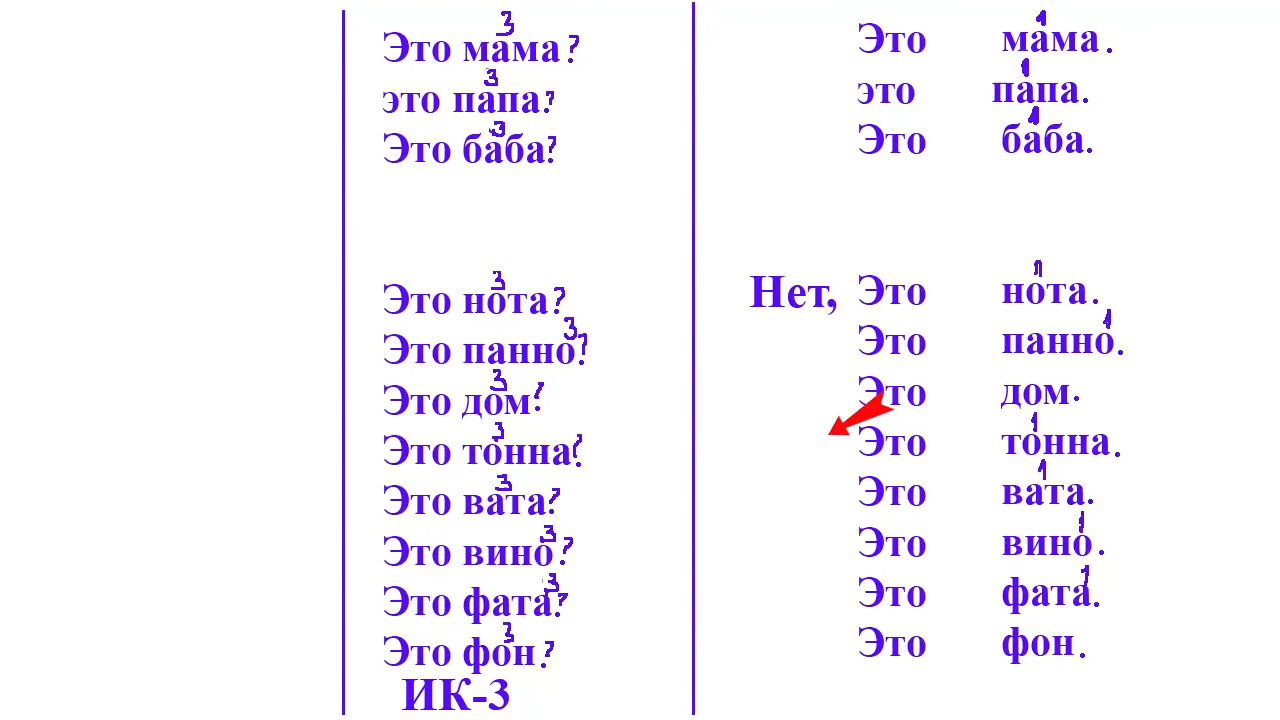 Это мама? Это мама.
это папа? это папа.
Это баба? Это баба.
Это нота? Нет, Это нота.
Это панно? Это панно.
Это дом? Это дом.
Это тонна? Это тонна.
Это вата? Это вата.
Это вино? Это вино.
Это фата? Это фата.
Это фон? Это фон.
ИК-3